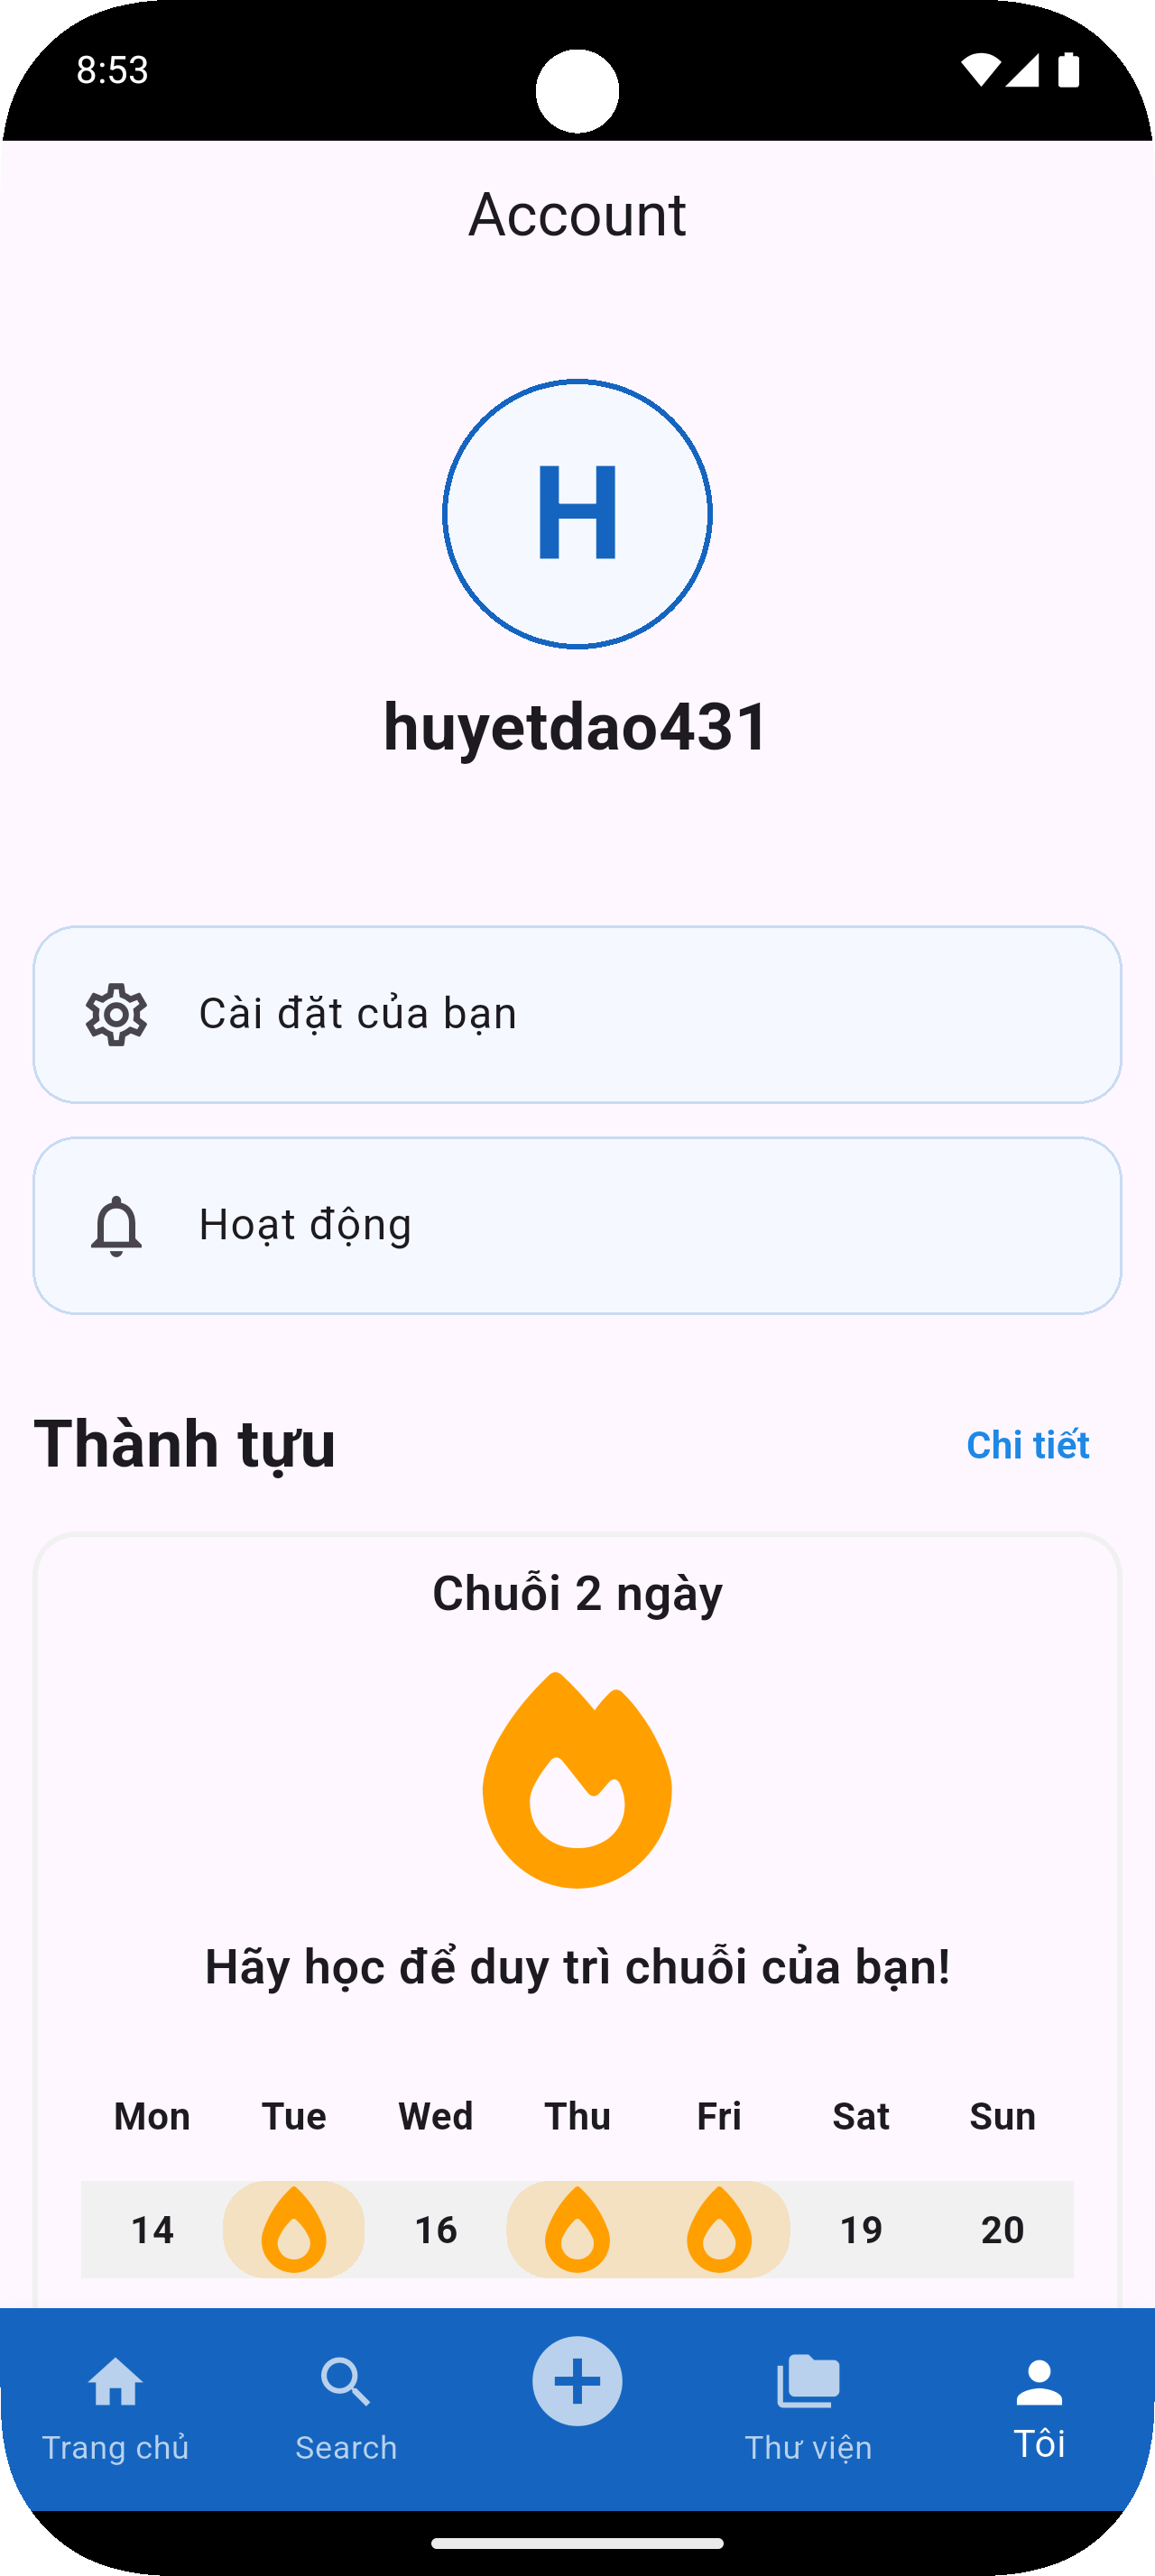 8:53
Account
H
huyetdao431
Cài đặt của bạn
Hoạt động
Thành tựu
Chi tiết
Chuỗi 2 ngày
Hãy học để duy trì chuỗi của bạn!
Mon Tue Wed Thu Fri Sat Sun
14 16 19 20
Trang chủ Search Thư viện Tôi